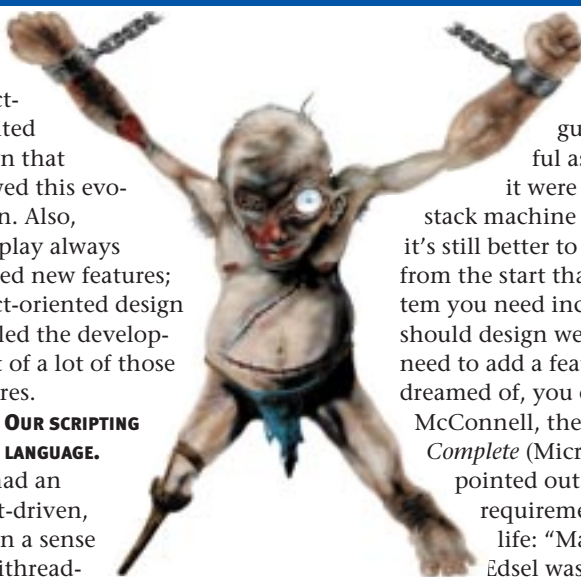 ct-
ted
n that
ved this evo-
n. Also,
play always
ed new features;
ct-oriented design
led the develop-
t of a lot of those
res.
OUR SCRIPTING
LANGUAGE.
had an
t-driven,
n a sense
ithread-
gu
ful as
it were
stack machine
it's still better to
from the start tha
tem you need inc
should design we
need to add a feat
dreamed of, you
McConnell, the
Complete (Micr
pointed out
requireme
life: “Ma
Edsel was